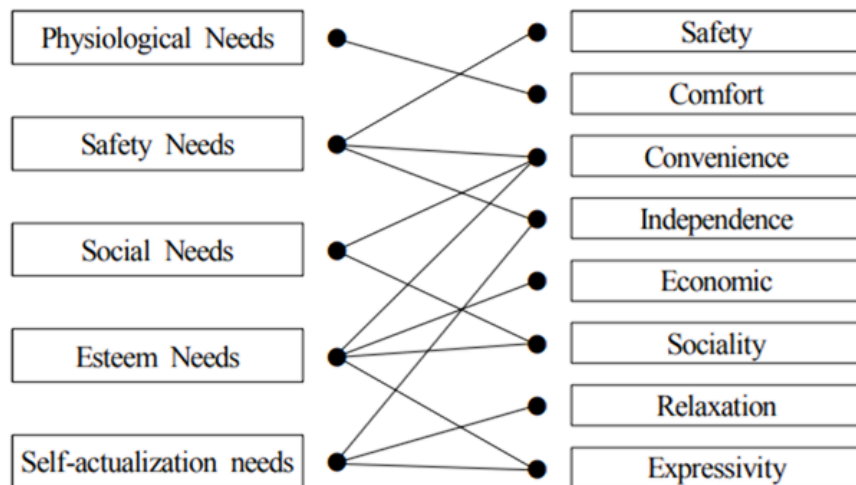 Physiological Needs
Safety Needs
Social Needs
Esteem Needs
Self-actualization needs
Safety
Comfort
Convenience
Independence
Economic
Sociality
Relaxation
Expressivity